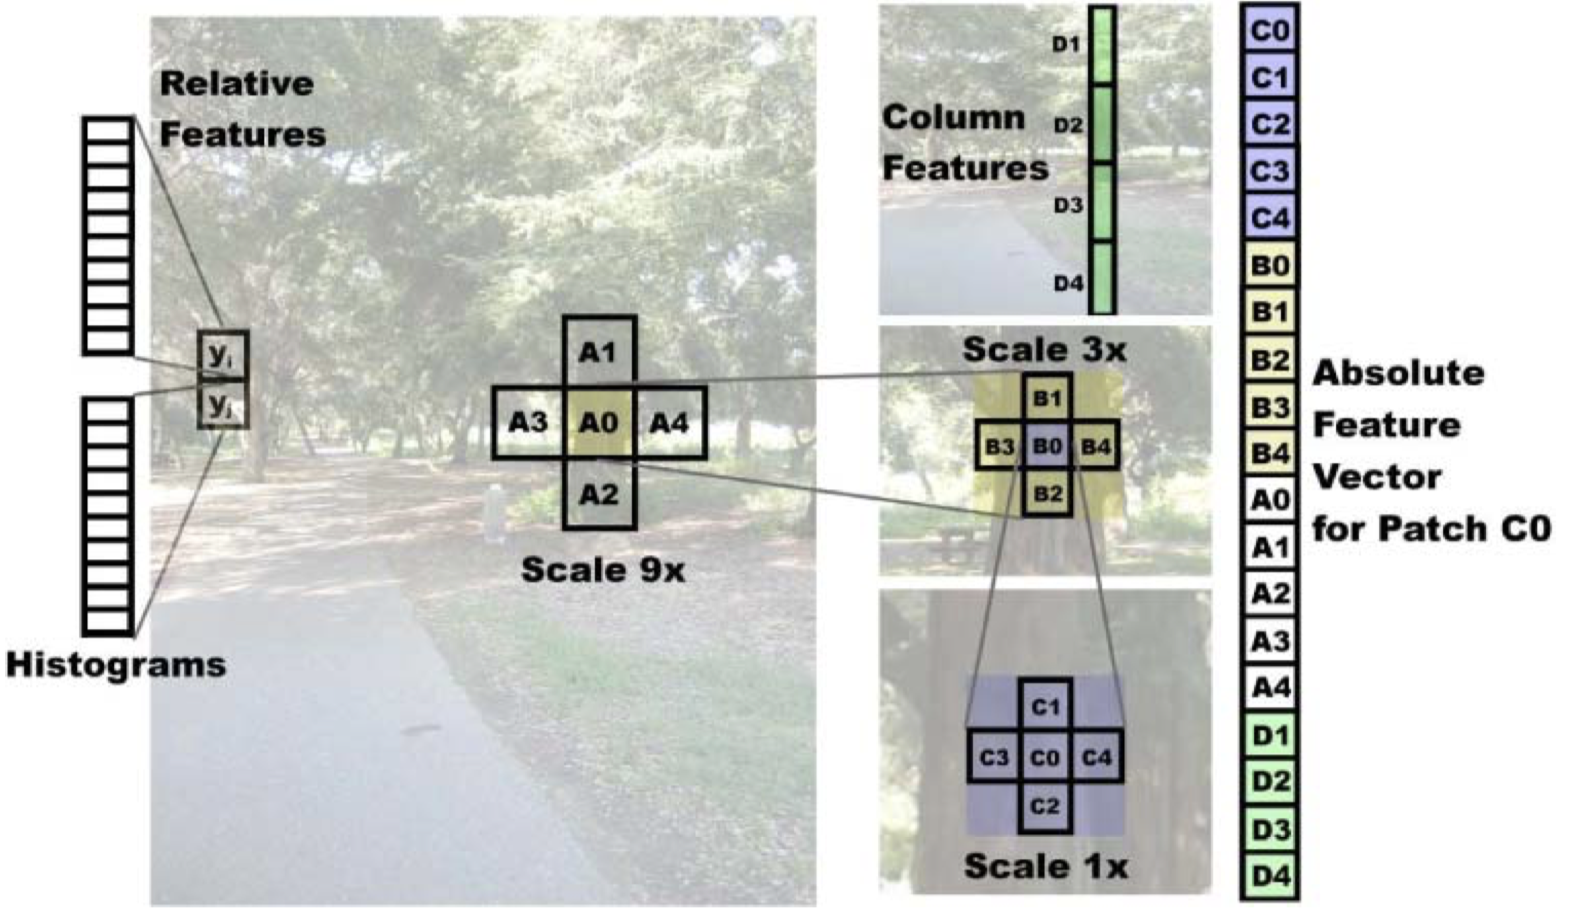 Relative
Features
yi
yj
Histograms
A1
A3 A0 A4
A2
Scale 9x
Column
Features
D1
D2
D3
D4
Scale 3x
B1
B3 B0 B4
B2
C1
C3 C0 C4
C2
Scale 1x
C0
C1
C2
C3
C4
B0
B1
B2
B3
B4
A0
A1
A2
A3
A4
D1
D2
D3
D4
Absolute
Feature
Vector
for Patch C0